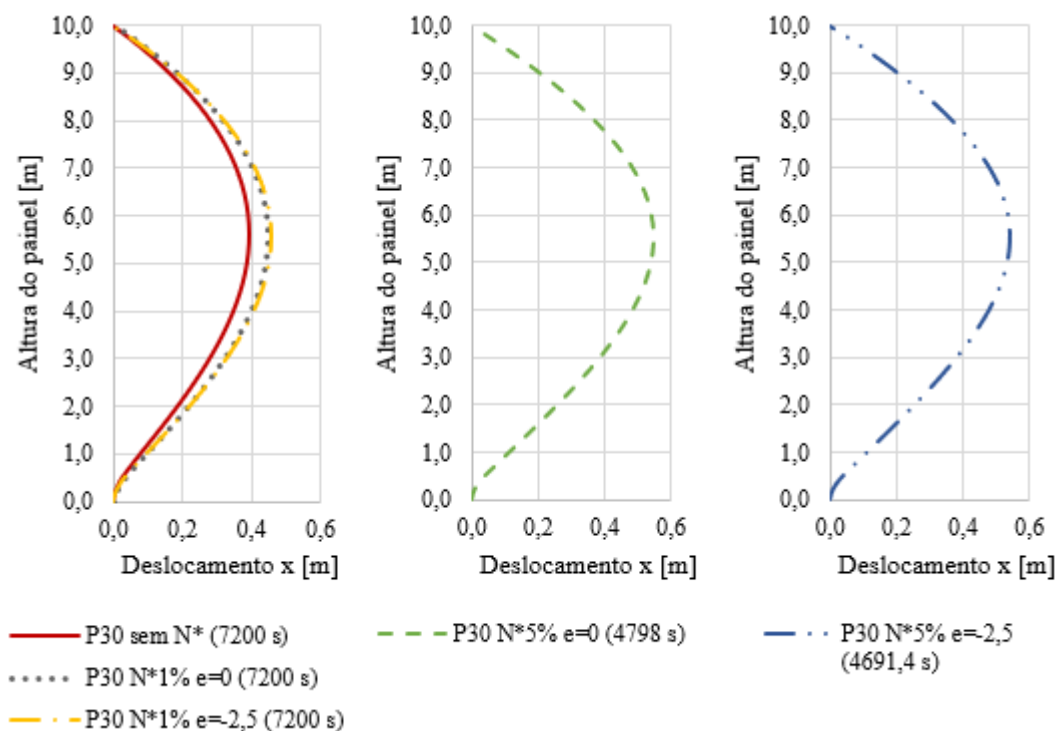 10,0
9,0
8,0
7,0
6,0
5,0
4,0
3,0
2,0
1,0
0,0
Altura do painel [m]
0,0 0,2 0,4 0,6
Deslocamento x [m]
10,0
9,0
8,0
7,0
6,0
5,0
4,0
3,0
2,0
1,0
0,0
Altura do painel [m]
0,0 0,2 0,4 0,6
Deslocamento x [m]
10,0
9,0
8,0
7,0
6,0
5,0
4,0
3,0
2,0
1,0
0,0
Altura do painel [m]
0,0 0,2 0,4 0,6
Deslocamento x [m]
P30 sem N* (7200 s)
P30 N*1% e=0 (7200 s)
P30 N*1% e=-2,5 (7200 s)
P30 N*5% e=0 (4798 s)
P30 N*5% e=-2,5
(4691,4 s)